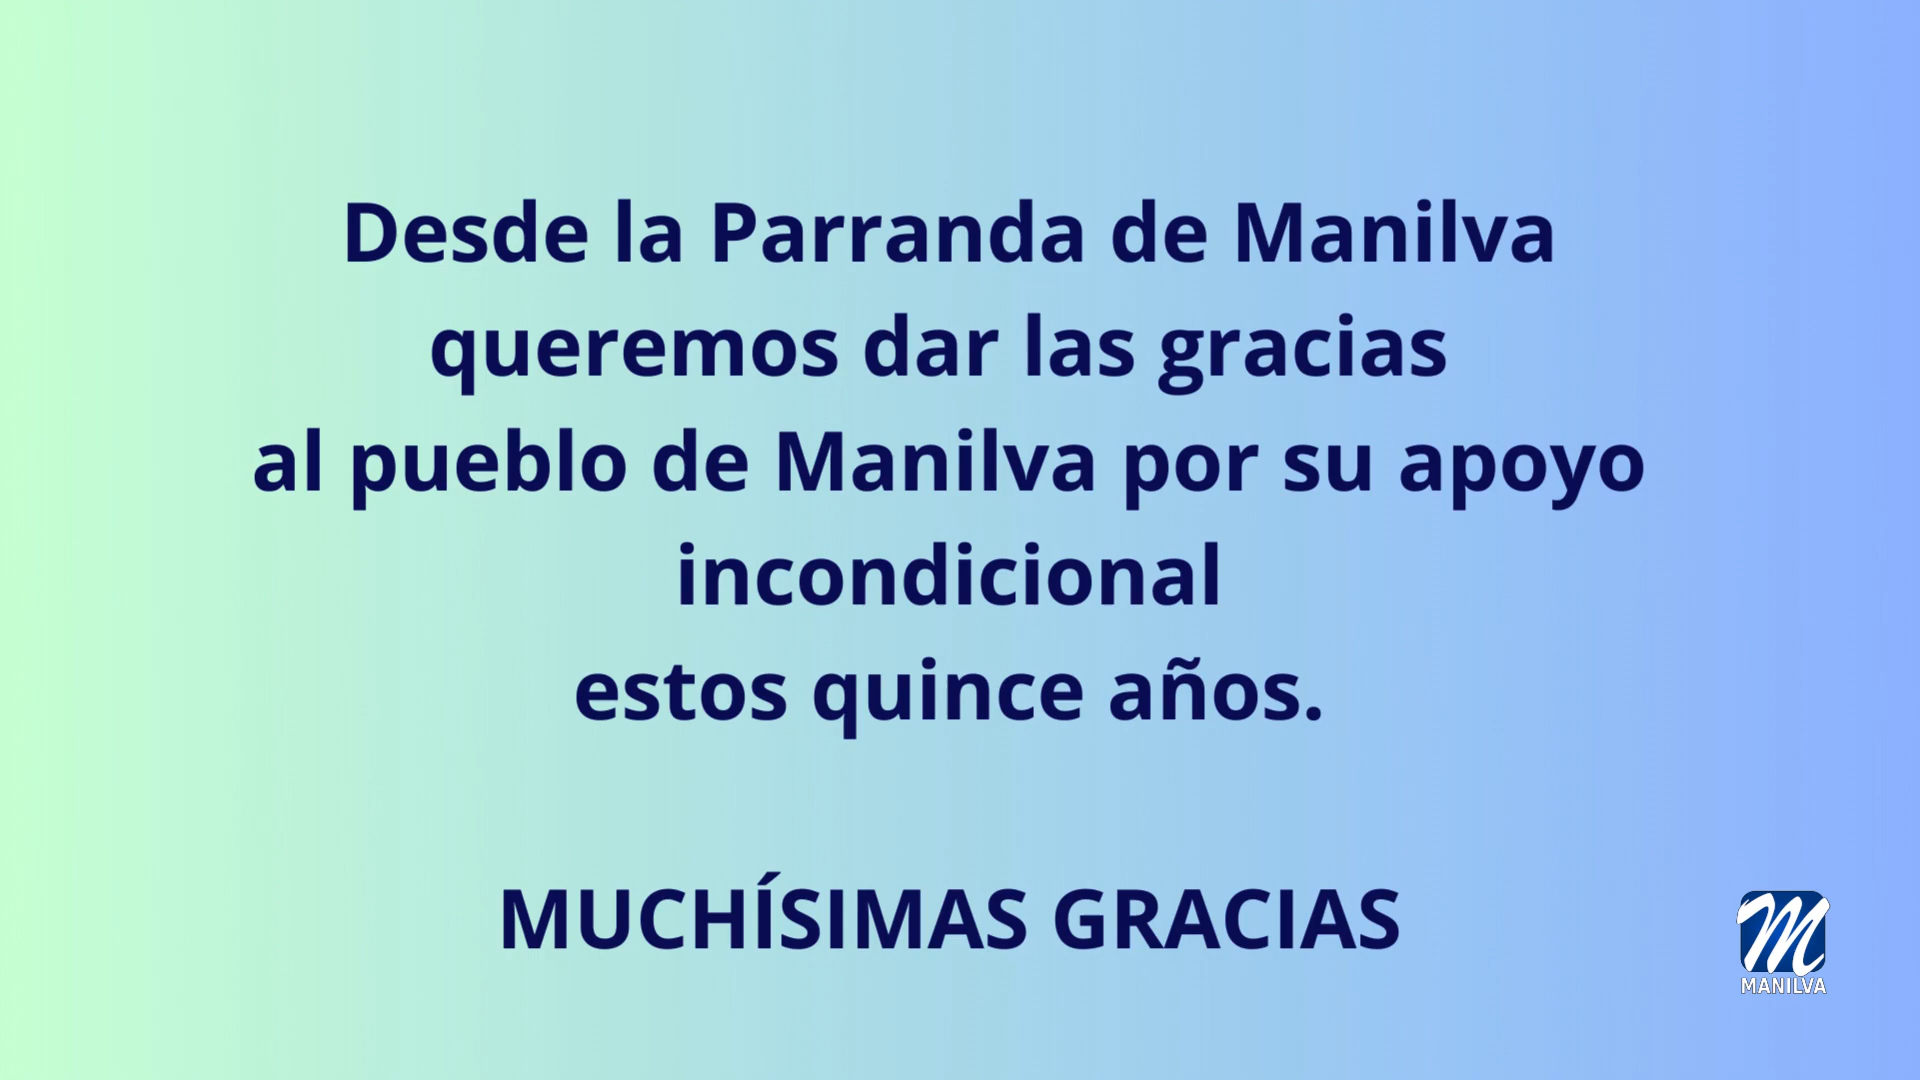 Desde la Parranda de Manilva
queremos dar las gracias
al pueblo de Manilva por su apoyo
incondicional
estos quince años.
MUCHÍSIMAS GRACIAS
M
MANILVA